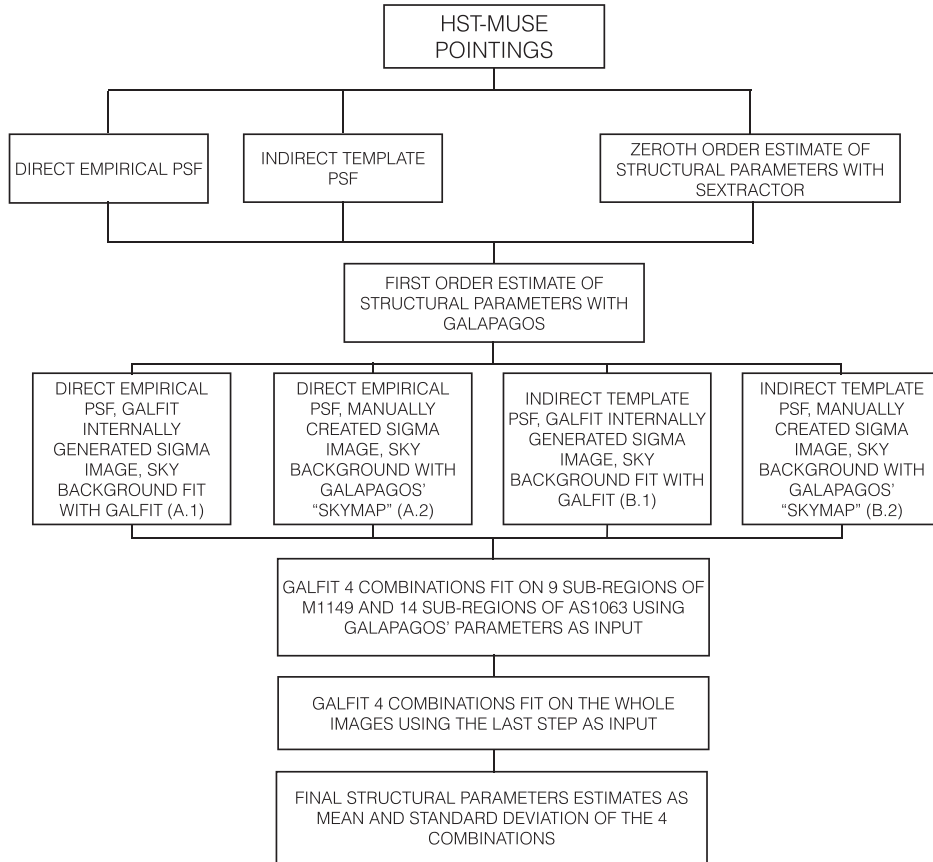 HST-MUSE
POINTINGS
DIRECT EMPIRICAL PSF
INDIRECT TEMPLATE
PSF
ZEROTH ORDER ESTIMATE OF
STRUCTURAL PARAMETERS WITH
SEXTRACTOR
FIRST ORDER ESTIMATE OF
STRUCTURAL PARAMETERS WITH
GALAPAGOS
DIRECT EMPIRICAL
PSF, GALFIT
INTERNALLY
GENERATED SIGMA
IMAGE, SKY
BACKGROUND FIT
WITH GALFIT (A.1)
DIRECT EMPIRICAL
PSF, MANUALLY
CREATED SIGMA
IMAGE, SKY
BACKGROUND WITH
GALAPAGOS’
“SKYMAP” (A.2)
INDIRECT TEMPLATE
PSF, GALFIT INTERNALLY
GENERATED SIGMA
IMAGE, SKY
BACKGROUND FIT WITH
GALFIT (B.1)
INDIRECT TEMPLATE
PSF, MANUALLY
CREATED SIGMA
IMAGE, SKY
BACKGROUND WITH
GALAPAGOS’
“SKYMAP” (B.2)
GALFIT 4 COMBINATIONS FIT ON 9 SUB-REGIONS OF
M1149 AND 14 SUB-REGIONS OF AS1063 USING
GALAPAGOS’ PARAMETERS AS INPUT
GALFIT 4 COMBINATIONS FIT ON THE WHOLE
IMAGES USING THE LAST STEP AS INPUT
FINAL STRUCTURAL PARAMETERS ESTIMATES AS
MEAN AND STANDARD DEVIATION OF THE 4
COMBINATIONS